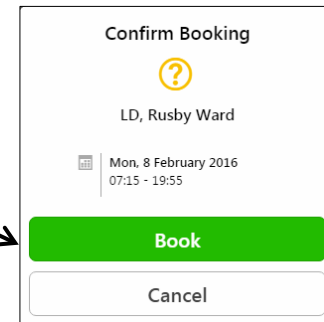 Confirm Booking
?
LD, Rusby Ward
Mon, 8 February 2016
07:15 - 19:55
Book
Cancel